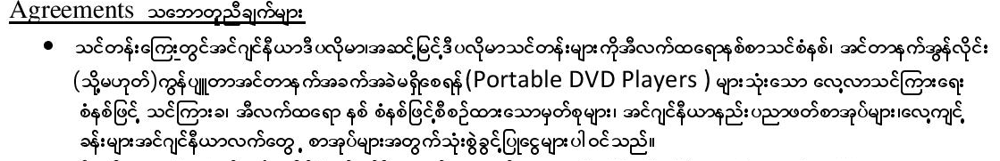 Agreements သဘောတူညီချက်များ
● သင်တန်းကြေးတွင်အင်ဂျင်နီယာဒီပလိုမာ၊အဆင့်မြင့်ဒီပလိုမာသင်တန်းများကိုအီလက်ထရောနစ်စာသင်စံနစ်၊ အင်တာနက်အွန်လိုင်း
(သို့မဟုတ်)ကွန်ပျူတာအင်တာနက်အခက်အခဲမရှိစေရန်(Portable DVD Players ) များသုံးသော လေ့လာသင်ကြားရေး
စံနစ်ဖြင့် သင်ကြားခ၊ အီလက်ထရော နစ် စံနစ်ဖြင့်စီစဉ်ထားသောမှတ်စုများ၊ အင်ဂျင်နီယာနည်းပညာဖတ်စာအုပ်များ၊လေ့ကျင့်
ခန်းများအင်ဂျင်နီယာလက်တွေ့ ၊ စာအုပ်များအတွက်သုံးစွဲခွင့်ပြုငွေများပါ ဝင်သည်။